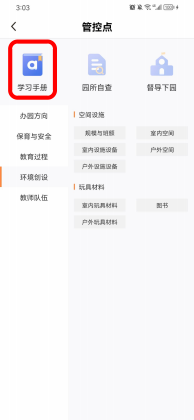 3:03
管控点
学习手册 园所自查 督导下园
办园方向
保育与安全
教育过程
环境创设
教师队伍
空间设施
规模与班额 室内空间
室内设施设备 户外空间
户外设施设备
玩具材料
室内玩具材料 图书
户外玩具材料